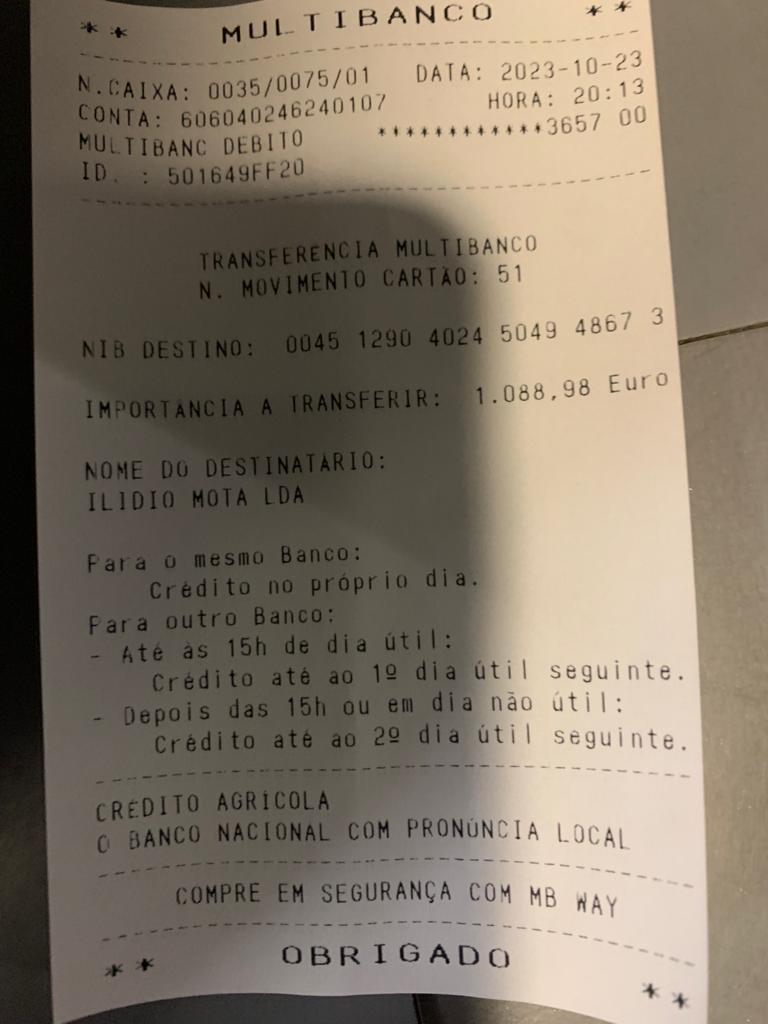 ** MULTIBANCO **
N.CAIXA: 0035/0075/01 DATA: 2023-10-23
CONTA: 606040246240107 HORA: 20:13
MULTIBANC DEBITO ************3657 00
ID. : 501649FF20
TRANSFERENCIA MULTIBANCO
N. MOVIMENTO CARTÃO: 51
NIB DESTINO: 0045 1290 4024 5049 4867 3
IMPORTÂNCIA A TRANSFERIR: 1.088,98 Euro
NOME DO DESTINATÁRIO:
ILIDIO MOTA LDA
Para o mesmo Banco:
Crédito no próprio dia.
Para outro Banco:
- Até às 15h de dia útil:
Crédito até ao 1º dia útil seguinte.
- Depois das 15h ou em dia não útil:
Crédito até ao 2º dia útil seguinte.
CRÉDITO AGRÍCOLA
O BANCO NACIONAL COM PRONÚNCIA LOCAL
COMPRE EM SEGURANÇA COM MB WAY
** OBRIGADO **